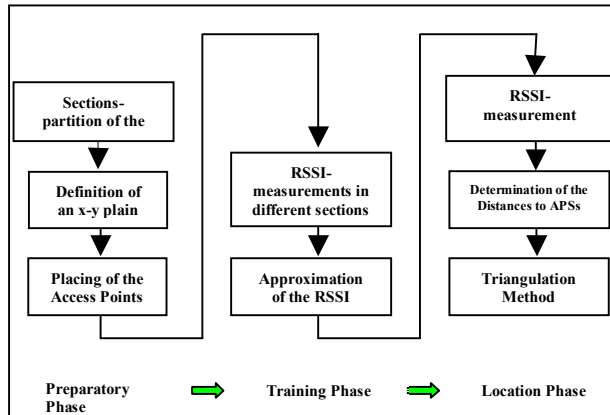 Sections-
partition of the
Definition of
an x-y plain
Placing of the
Access Points
RSSI-
measurements in
different sections
Approximation
of the RSSI
RSSI-
measurement
Determination of the
Distances to APSs
Triangulation
Method
Preparatory
Phase
Training Phase
Location Phase